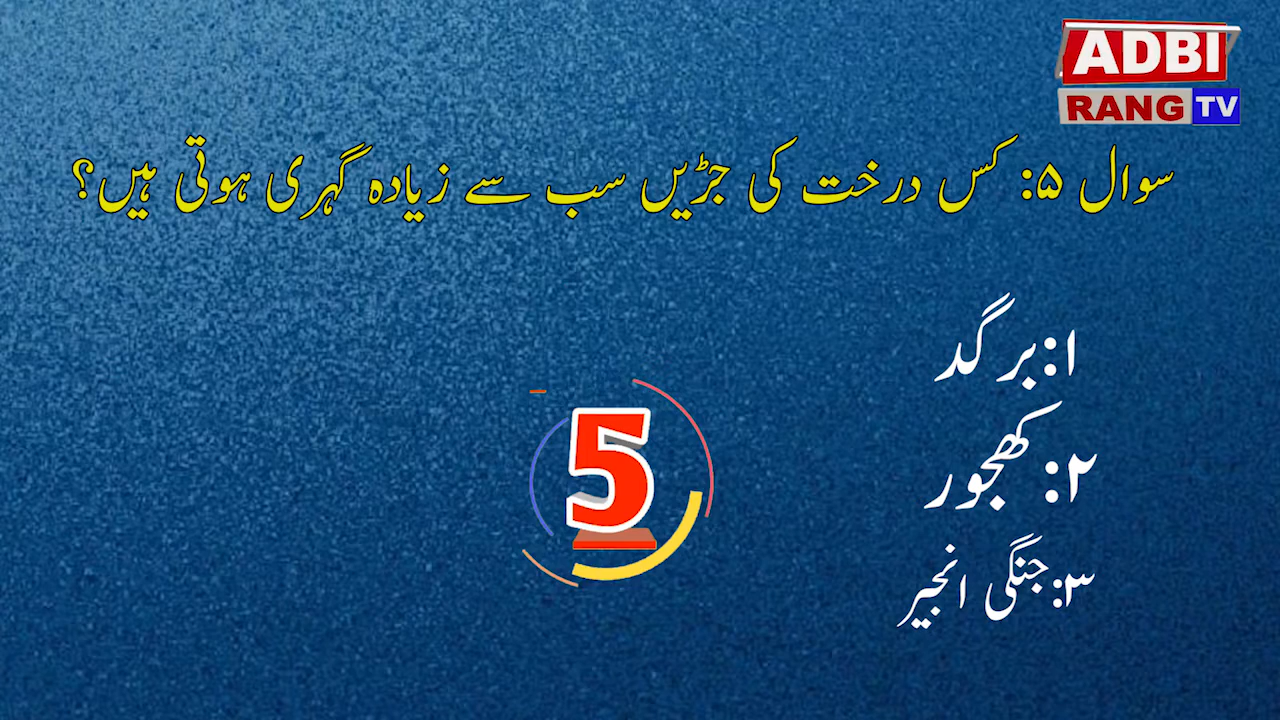 ADBI
RANG TV
سوال ۵: کس درخت کی جڑیں سب سے زیادہ گہری ہوتی ہیں؟
۱:برگد
۲:کھجور
۳:جنگی انجیر
5